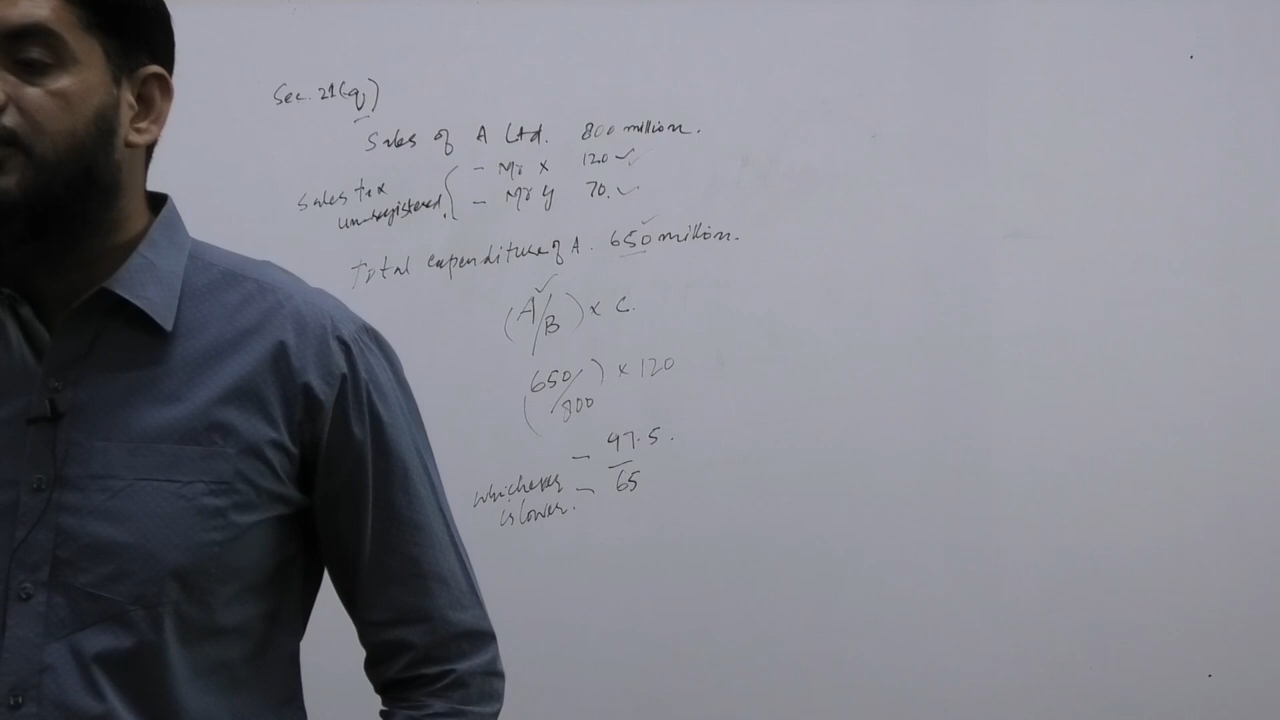 Sec. 21(q)
Sales of A Ltd. 800 million.
Sales tax unregistered. { - Mr X 120 ✓
- Mr Y 70. ✓
Total expenditure of A. 650 million.
(A/B) × C.
(650/800) × 120
- 97.5.
whichever is lower. - 65